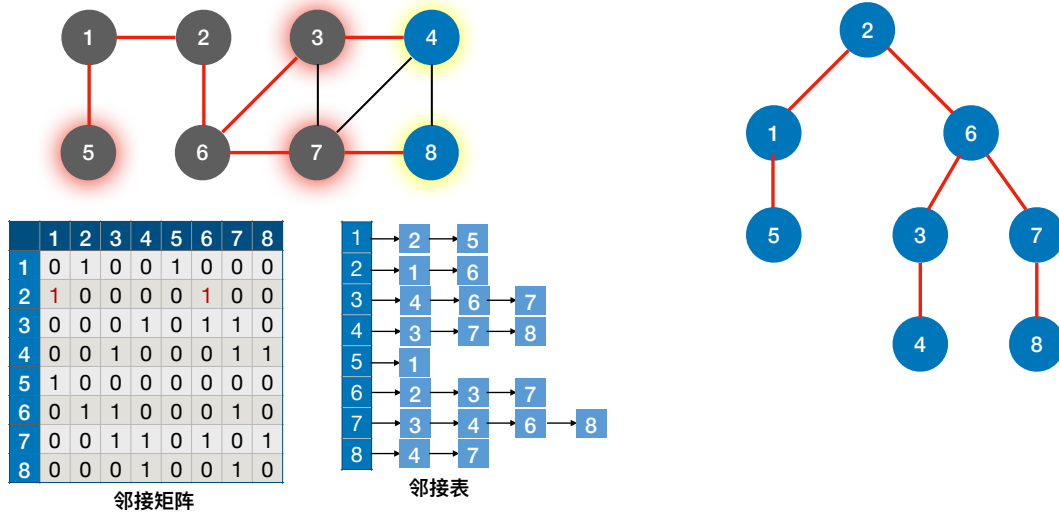 1 2 3 4
5 6 7 8
2
1 6
5 3 7
4 8
1 2 3 4 5 6 7 8
1 0 1 0 0 1 0 0 0
2 1 0 0 0 0 1 0 0
3 0 0 0 1 0 1 1 0
4 0 0 1 0 0 0 1 1
5 1 0 0 0 0 0 0 0
6 0 1 1 0 0 0 1 0
7 0 0 1 1 0 1 0 1
8 0 0 0 1 0 0 1 0
邻接矩阵
1 2 5
2 1 6
3 4 6 7
4 3 7 8
5 1
6 2 3 7
7 3 4 6 8
8 4 7
邻接表